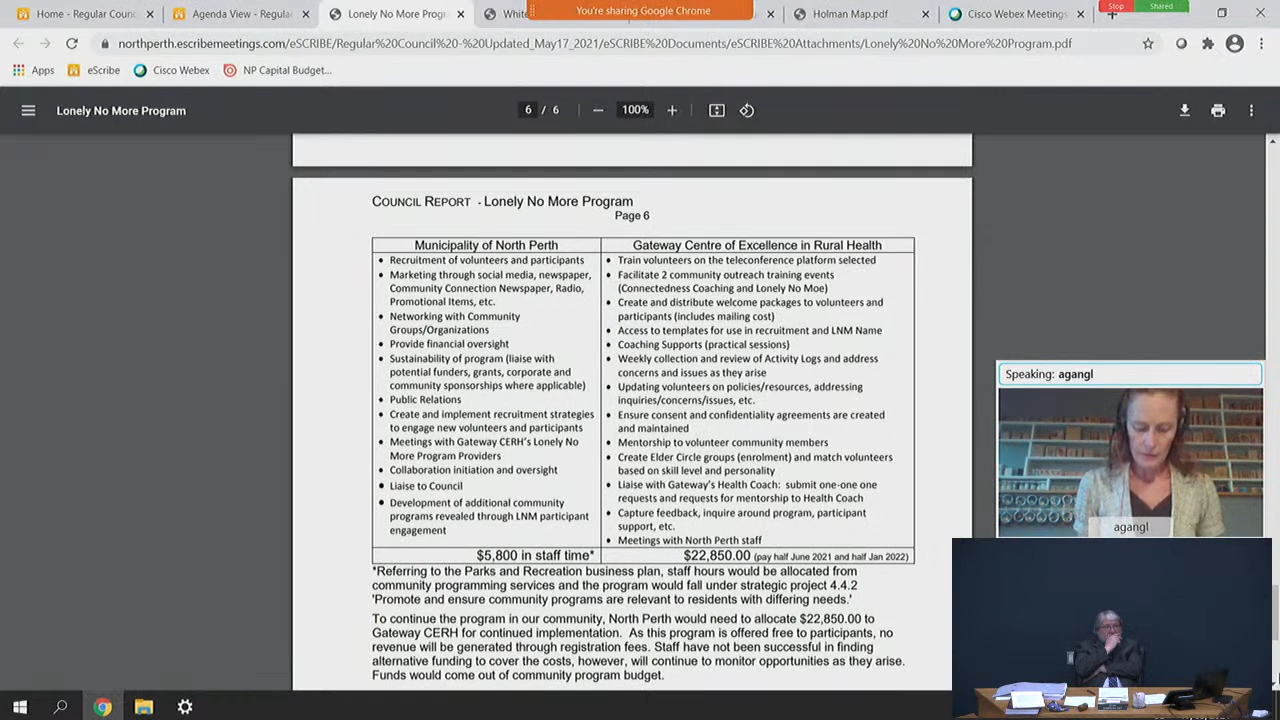 Home - Regular Counc
Agenda View - Regular
Lonely No More Progr
White
You're sharing Google Chrome
Holman Map.pdf
Cisco Webex Meetings
Stop
Shared
northperth.escribemeetings.com/eSCRIBE/Regular%20Council%20-%20Updated_May17_2021/eSCRIBE%20Documents/eSCRIBE%20Attachments/Lonely%20No%20More%20Program.pdf
Apps
eScribe
Cisco Webex
NP Capital Budget...
Lonely No More Program
6 / 6
100%
COUNCIL REPORT - Lonely No More Program
Page 6
Municipality of North Perth
• Recruitment of volunteers and participants
• Marketing through social media, newspaper,
Community Connection Newspaper, Radio,
Promotional Items, etc.
• Networking with Community
Groups/Organizations
• Provide financial oversight
• Sustainability of program (liaise with
potential funders, grants, corporate and
community sponsorships where applicable)
• Public Relations
• Create and implement recruitment strategies
to engage new volunteers and participants
• Meetings with Gateway CERH's Lonely No
More Program Providers
• Collaboration initiation and oversight
• Liaise to Council
• Development of additional community
programs revealed through LNM participant
engagement
$5,800 in staff time*
Gateway Centre of Excellence in Rural Health
• Train volunteers on the teleconference platform selected
• Facilitate 2 community outreach training events
(Connectedness Coaching and Lonely No Moe)
• Create and distribute welcome packages to volunteers and
participants (includes mailing cost)
• Access to templates for use in recruitment and LNM Name
• Coaching Supports (practical sessions)
• Weekly collection and review of Activity Logs and address
concerns and issues as they arise
• Updating volunteers on policies/resources, addressing
inquiries/concerns/issues, etc.
• Ensure consent and confidentiality agreements are created
and maintained
• Mentorship to volunteer community members
• Create Elder Circle groups (enrolment) and match volunteers
based on skill level and personality
• Liaise with Gateway's Health Coach: submit one-one one
requests and requests for mentorship to Health Coach
• Capture feedback, inquire around program, participant
support, etc.
• Meetings with North Perth staff
$22,850.00 (pay half June 2021 and half Jan 2022)
*Referring to the Parks and Recreation business plan, staff hours would be allocated from
community programming services and the program would fall under strategic project 4.4.2
'Promote and ensure community programs are relevant to residents with differing needs.'
To continue the program in our community, North Perth would need to allocate $22,850.00 to
Gateway CERH for continued implementation. As this program is offered free to participants, no
revenue will be generated through registration fees. Staff have not been successful in finding
alternative funding to cover the costs, however, will continue to monitor opportunities as they arise.
Funds would come out of community program budget.
Speaking: agangl
agangl